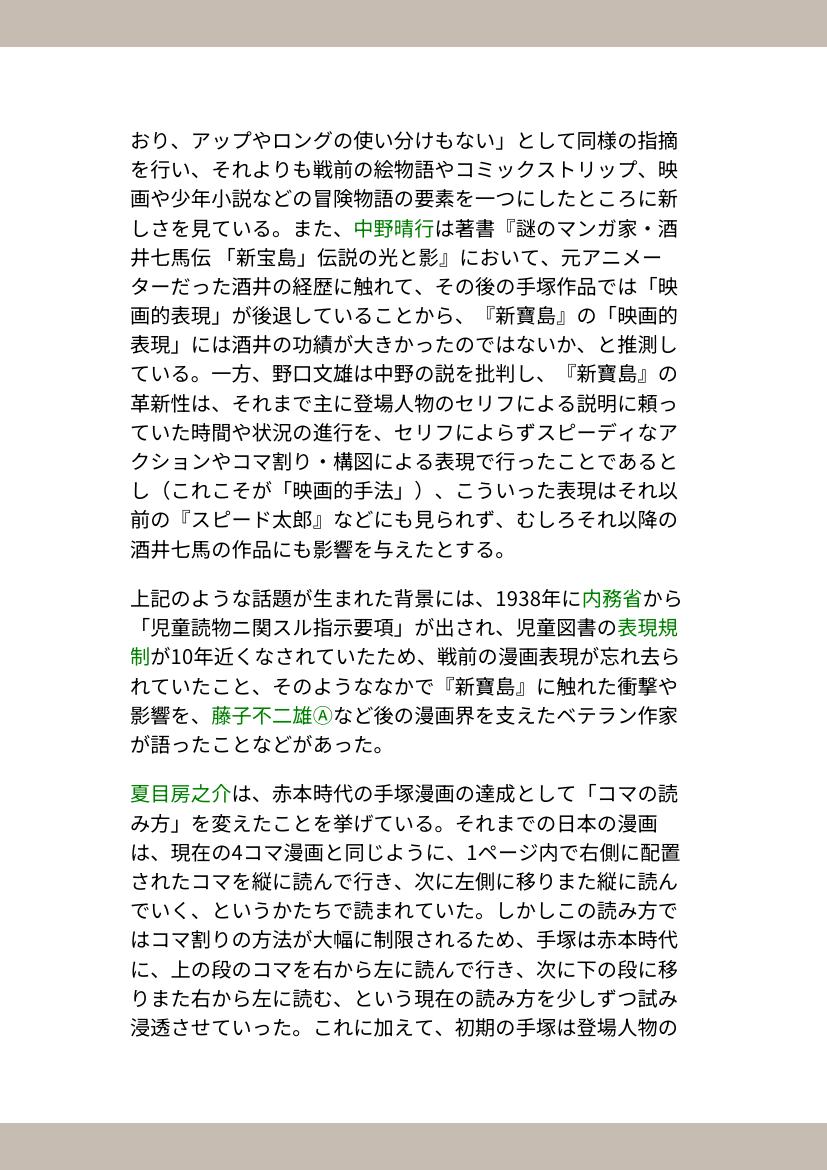 おり、アップやロングの使い分けもない」として同様の指摘
を行い、それよりも戦前の絵物語やコミックストリップ、映
画や少年小説などの冒険物語の要素を一つにしたところに新
しさを見ている。また、中野晴行は著書『謎のマンガ家・酒
井七馬伝 「新宝島」伝説の光と影』において、元アニメー
ターだった酒井の経歴に触れて、その後の手塚作品では「映
画的表現」が後退していることから、『新寶島』の「映画的
表現」には酒井の功績が大きかったのではないか、と推測し
ている。一方、野口文雄は中野の説を批判し、『新寶島』の
革新性は、それまで主に登場人物のセリフによる説明に頼っ
ていた時間や状況の進行を、セリフによらずスピーディなア
クションやコマ割り・構図による表現で行ったことであると
し（これこそが「映画的手法」）、こういった表現はそれ以
前の『スピード太郎』などにも見られず、むしろそれ以降の
酒井七馬の作品にも影響を与えたとする。
上記のような話題が生まれた背景には、1938年に内務省から
「児童読物ニ関スル指示要項」が出され、児童図書の表現規
制が10年近くなされていたため、戦前の漫画表現が忘れ去ら
れていたこと、そのようななかで『新寶島』に触れた衝撃や
影響を、藤子不二雄Ⓐなど後の漫画界を支えたベテラン作家
が語ったことなどがあった。
夏目房之介は、赤本時代の手塚漫画の達成として「コマの読
み方」を変えたことを挙げている。それまでの日本の漫画
は、現在の4コマ漫画と同じように、1ページ内で右側に配置
されたコマを縦に読んで行き、次に左側に移りまた縦に読ん
でいく、というかたちで読まれていた。しかしこの読み方で
はコマ割りの方法が大幅に制限されるため、手塚は赤本時代
に、上の段のコマを右から左に読んで行き、次に下の段に移
りまた右から左に読む、という現在の読み方を少しずつ試み
浸透させていった。これに加えて、初期の手塚は登場人物の